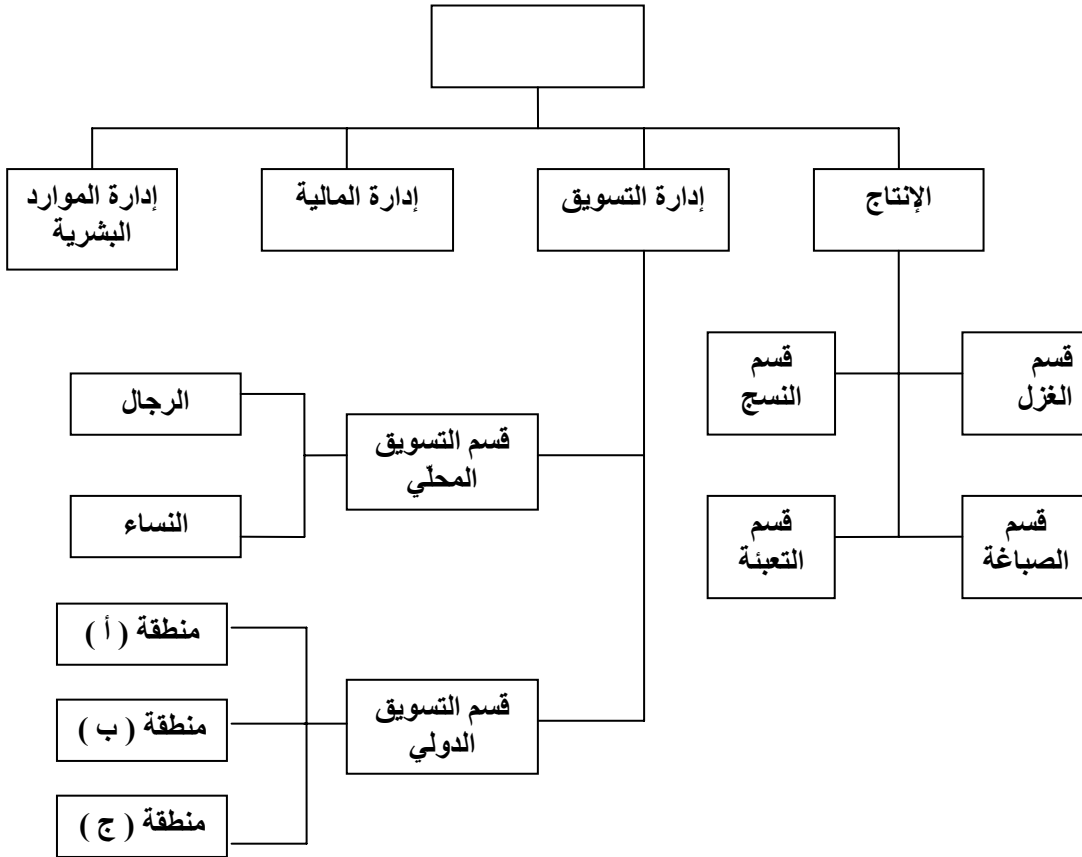 الإنتاج
إدارة التسويق
إدارة المالية
إدارة الموارد
البشرية
قسم
الغزل
قسم
النسج
قسم
الصباغة
قسم
التعبئة
قسم التسويق
المحلّي
الرجال
النساء
قسم التسويق
الدولي
منطقة ( أ )
منطقة ( ب )
منطقة ( ج )